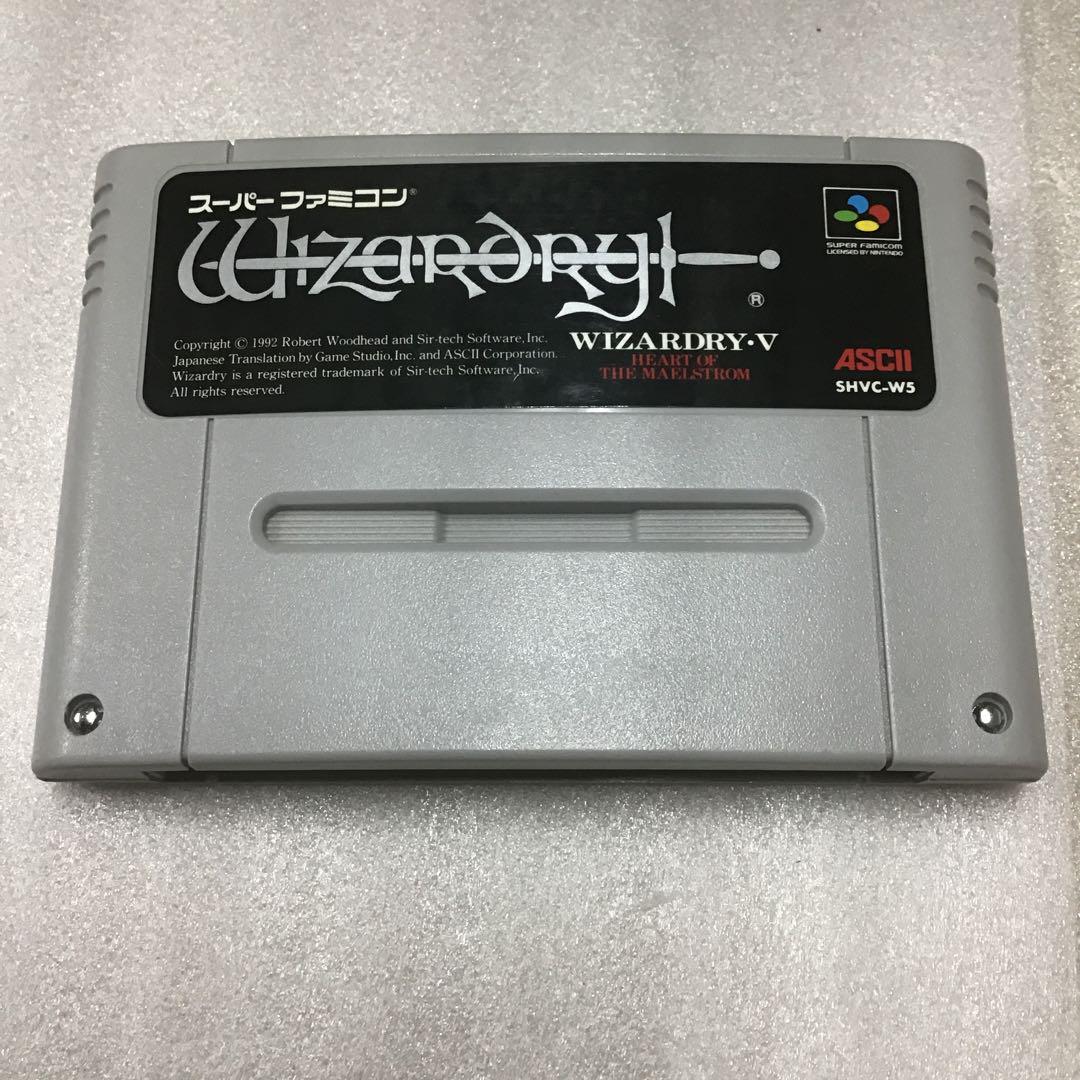 スーパーファミコン®
Wizardry
®
SUPER FAMICOM
LICENSED BY NINTENDO
Copyright © 1992 Robert Woodhead and Sir-tech Software, Inc.
Japanese Translation by Game Studio, Inc. and ASCII Corporation.
Wizardry is a registered trademark of Sir-tech Software, Inc.
All rights reserved.
WIZARDRY·V
HEART OF
THE MAELSTROM
ASCII
SHVC-W5